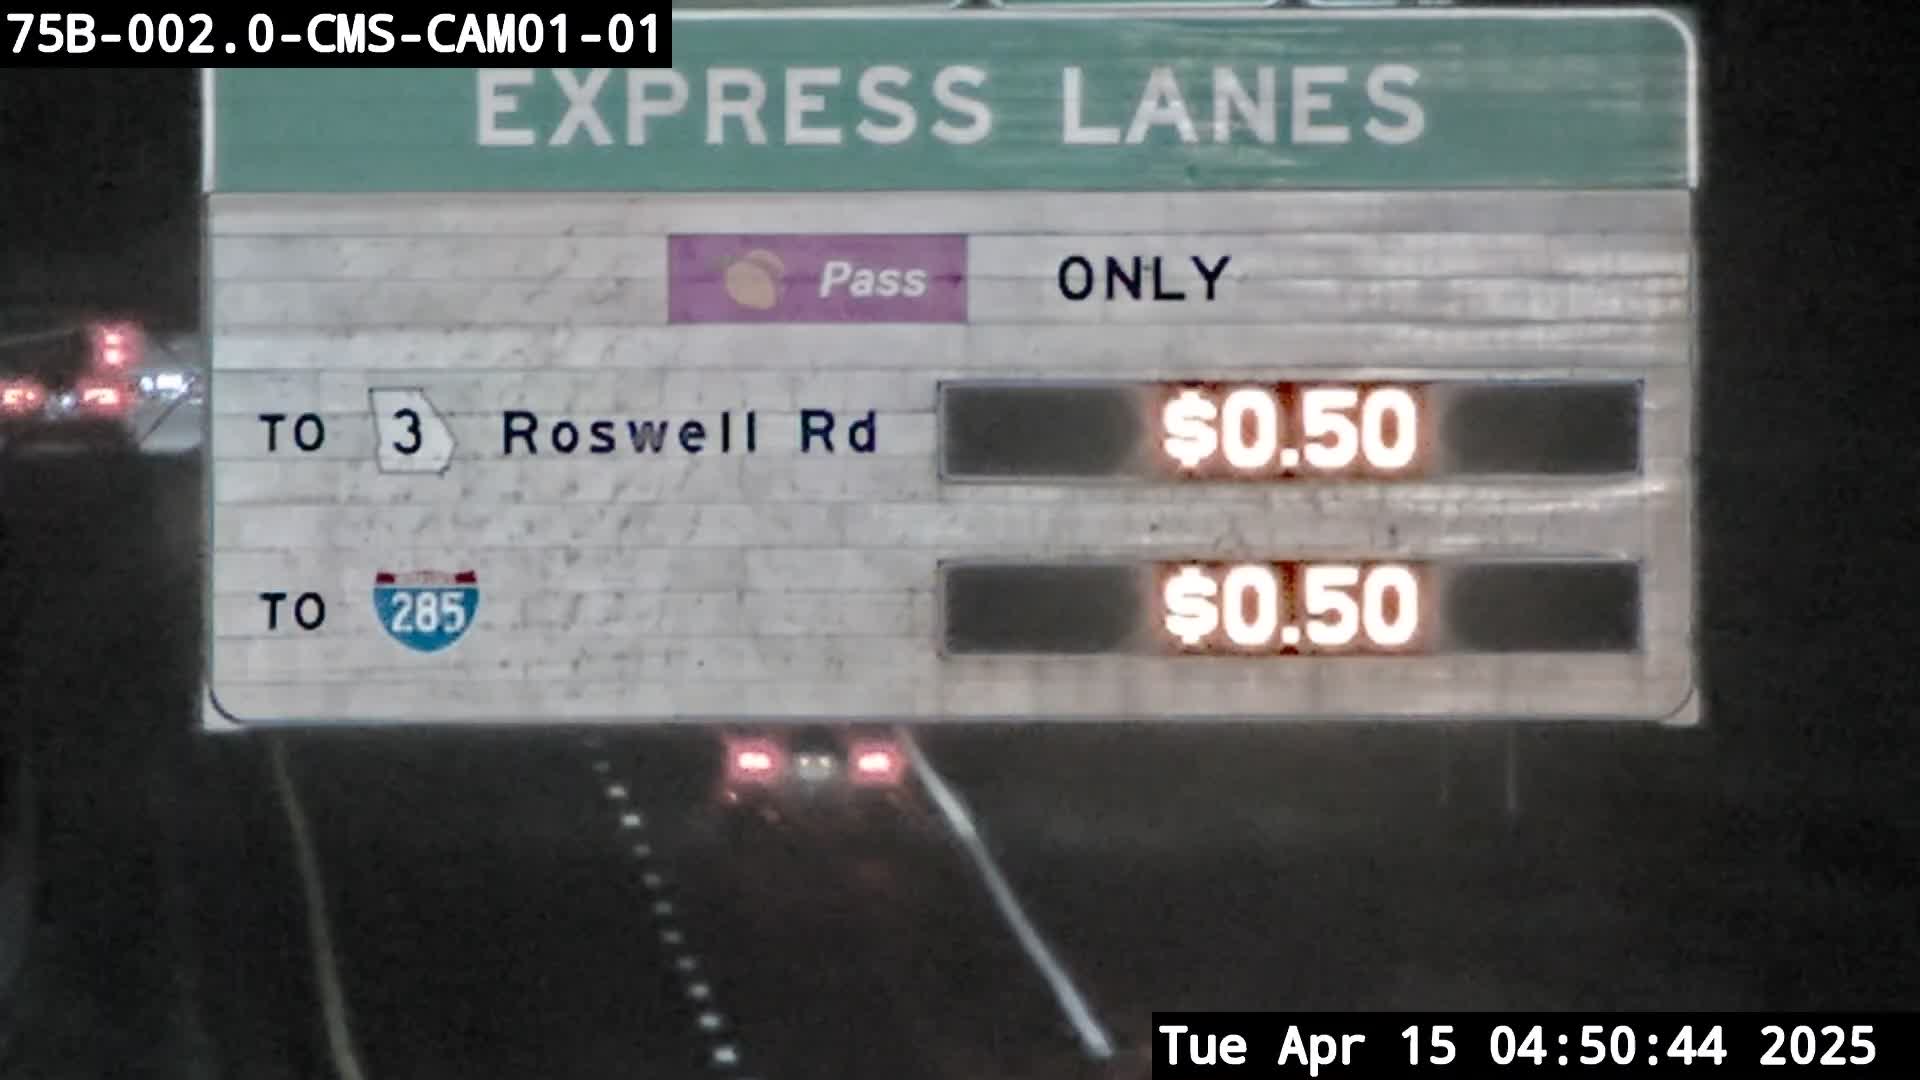 75B-002.0-CMS-CAM01-01
EXPRESS LANES
Pass ONLY
TO 3 Roswell Rd $0.50
TO 285 $0.50
Tue Apr 15 04:50:44 2025